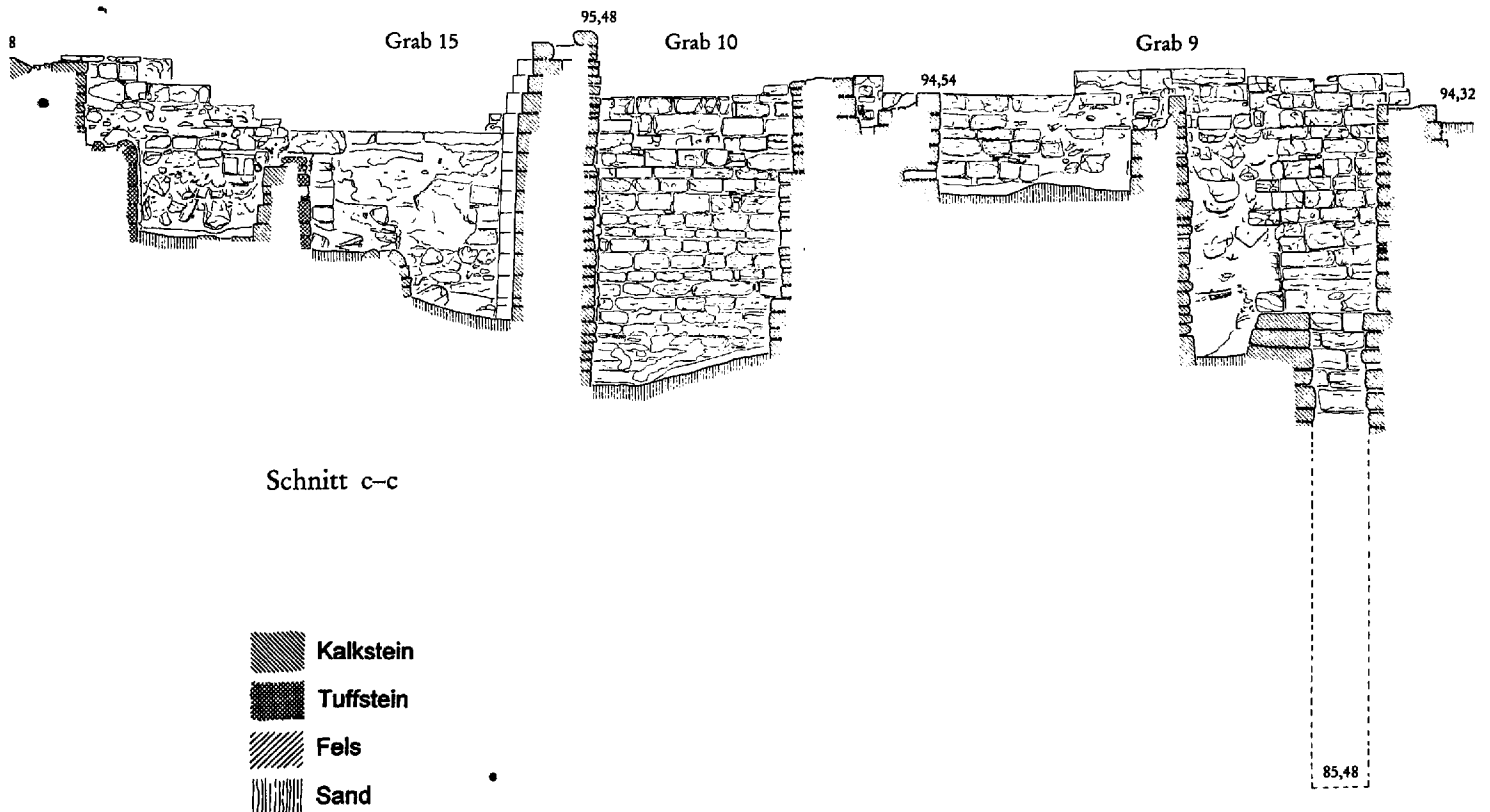 95,48
8
Grab 15
Grab 10
Grab 9
94,54
94,32
Schnitt c–c
Kalkstein
Tuffstein
Fels
Sand
85,48